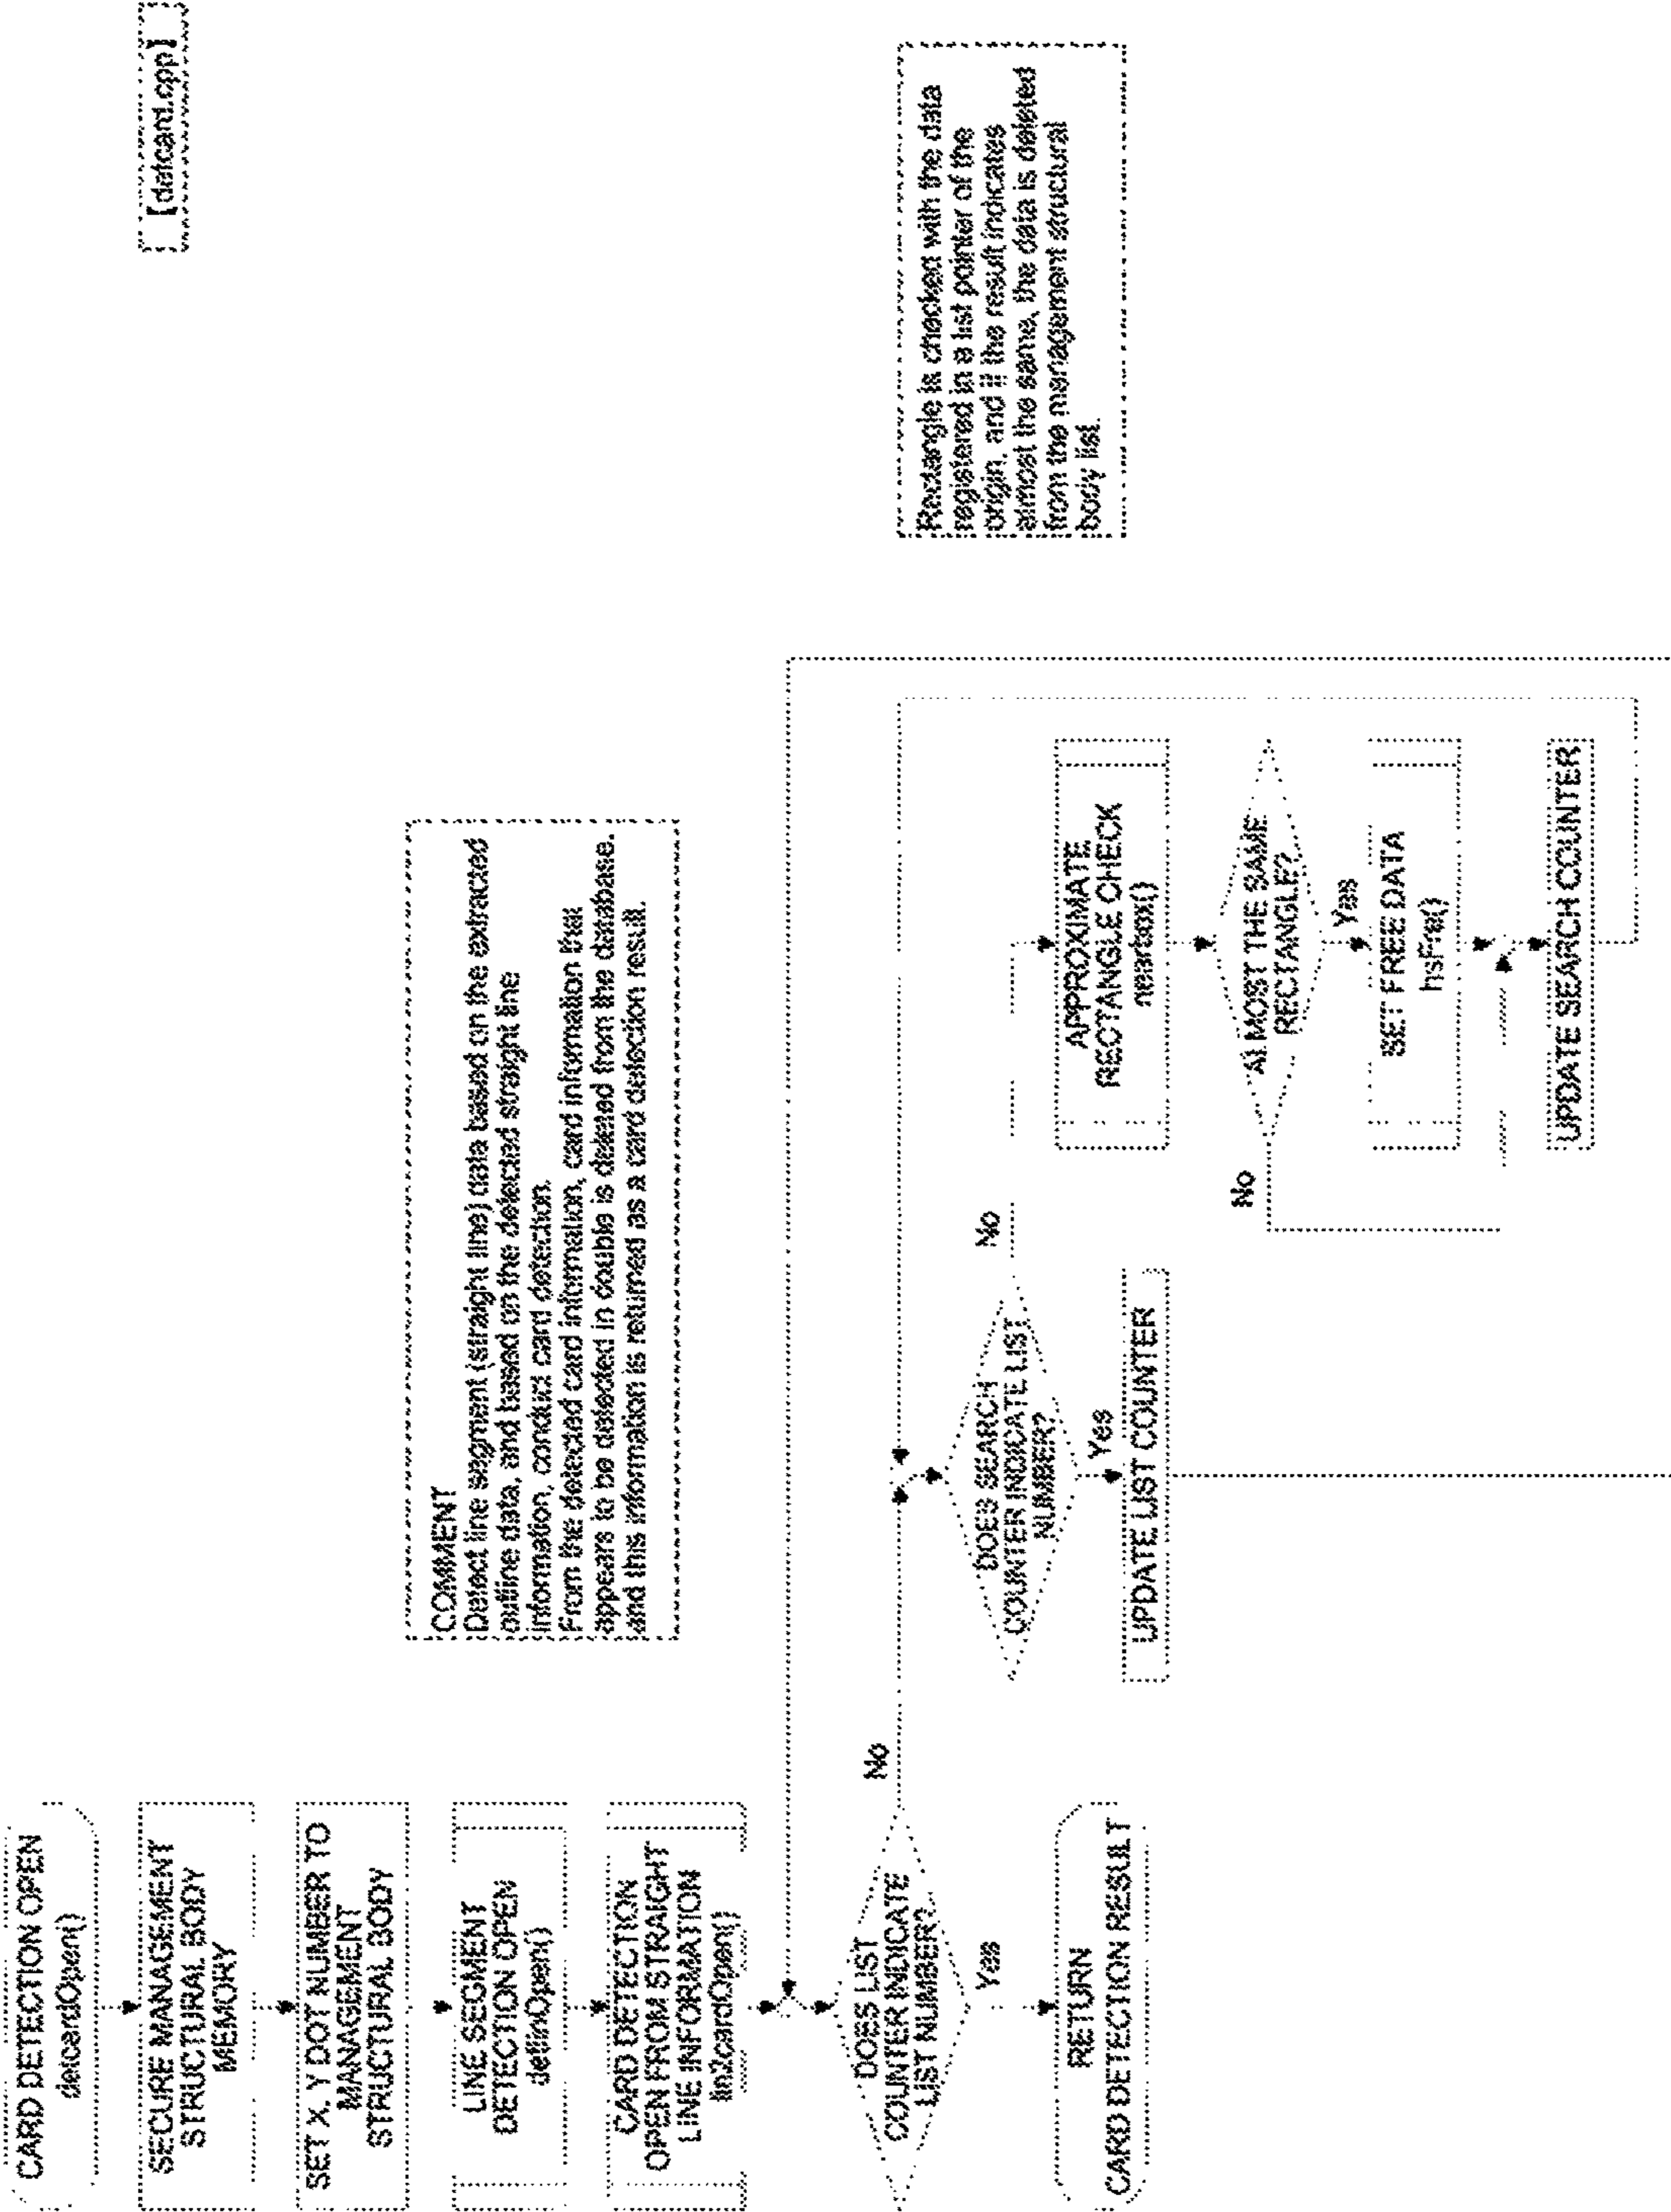 [detcard.cpp]
CARD DETECTION OPEN
detcardOpen()
SECURE MANAGEMENT
STRUCTURAL BODY
MEMORY
SET X, Y DOT NUMBER TO
MANAGEMENT
STRUCTURAL BODY
LINE SEGMENT
DETECTION OPEN
detlinOpen()
CARD DETECTION
OPEN FROM STRAIGHT
LINE INFORMATION
lin2cardOpen()
COMMENT
Detect line segment (straight line) data based on the extracted
outline data, and based on the detected straight line
information, conduct card detection.
From the detected card information, card information that
appears to be detected in double is deleted from the database,
and this information is returned as a card detection result.
DOES LIST
COUNTER INDICATE
LIST NUMBER?
No
Yes
RETURN
CARD DETECTION RESULT
DOES SEARCH
COUNTER INDICATE LIST
NUMBER?
No
Yes
UPDATE LIST COUNTER
APPROXIMATE
RECTANGLE CHECK
nearbox()
ALMOST THE SAME
RECTANGLE?
No
Yes
SET FREE DATA
hsFre()
UPDATE SEARCH COUNTER
Rectangle is checked with the data
registered in a list pointer of the
origin, and if the result indicates
almost the same, the data is deleted
from the management structural
body list.